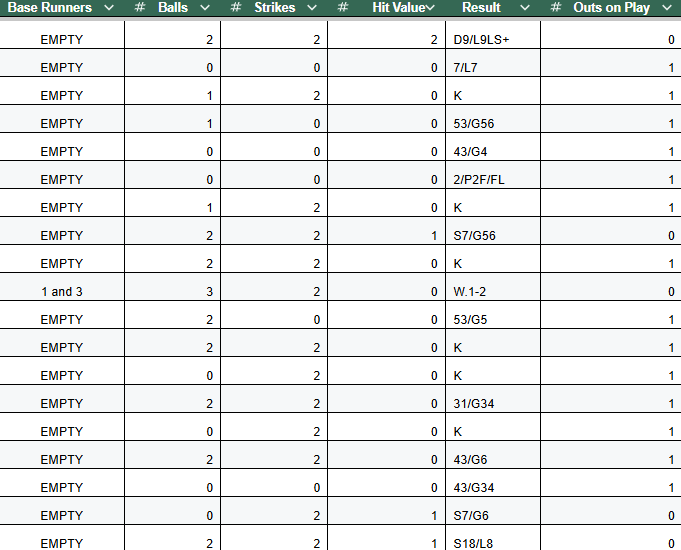 Base Runners # Balls # Strikes # Hit Value Result # Outs on Play
EMPTY 2 2 2 D9/L9LS+ 0
EMPTY 0 0 0 7/L7 1
EMPTY 1 2 0 K 1
EMPTY 1 0 0 53/G56 1
EMPTY 0 0 0 43/G4 1
EMPTY 0 0 0 2/P2F/FL 1
EMPTY 1 2 0 K 1
EMPTY 2 2 1 S7/G56 0
EMPTY 2 2 0 K 1
1 and 3 3 2 0 W.1-2 0
EMPTY 2 0 0 53/G5 1
EMPTY 2 2 0 K 1
EMPTY 0 2 0 K 1
EMPTY 2 2 0 31/G34 1
EMPTY 0 2 0 K 1
EMPTY 2 2 0 43/G6 1
EMPTY 0 0 0 43/G34 1
EMPTY 0 2 1 S7/G6 0
EMPTY 2 2 1 S18/L8 0